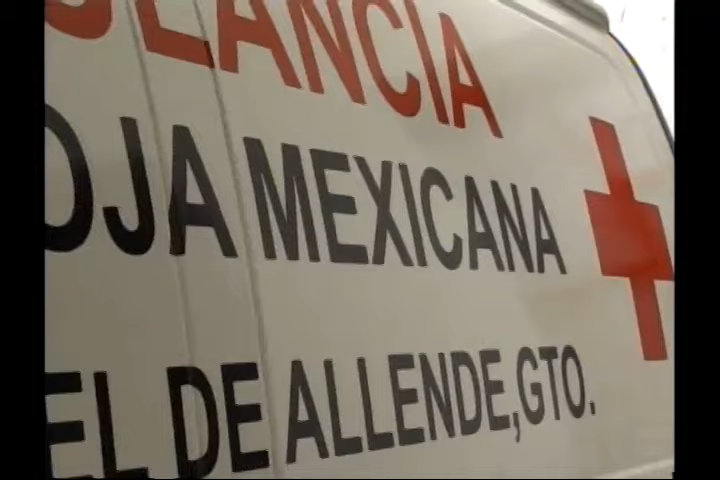 ULANCIA
OJA MEXICANA
EL DE ALLENDE, GTO.